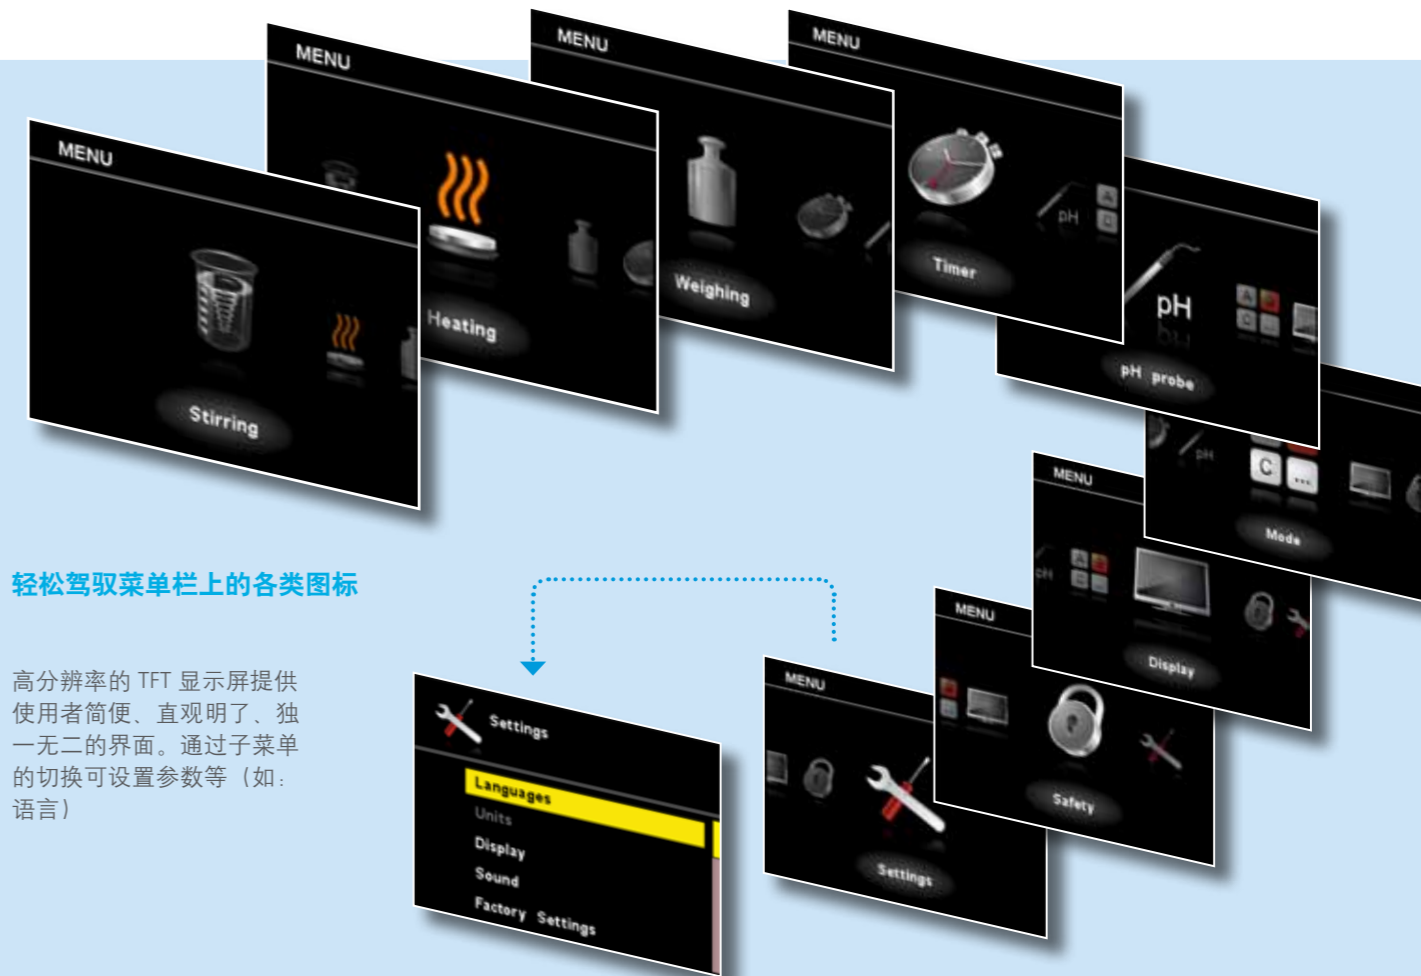 MENU
Stirring
MENU
Heating
MENU
Weighing
MENU
Timer
pH
A
C
pH
pH probe
A
C
...
pH
C
...
Mode
MENU
pH
A
C
...
Display
MENU
Safety
MENU
Settings
轻松驾驭菜单栏上的各类图标
高分辨率的 TFT 显示屏提供
使用者简便、直观明了、独
一无二的界面。通过子菜单
的切换可设置参数等（如：
语言）
Settings
Languages
Units
Display
Sound
Factory Settings